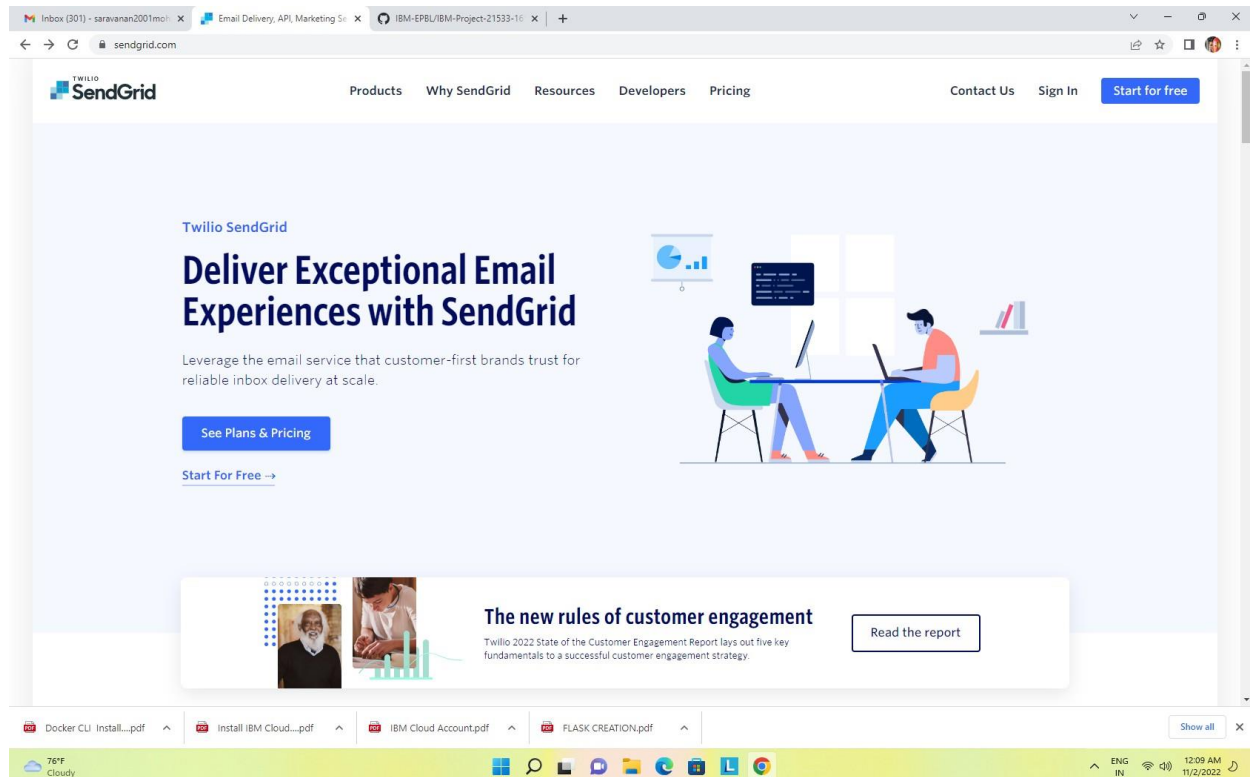 Inbox (301) - saravanan2001moh
Email Delivery, API, Marketing Se
IBM-EPBL/IBM-Project-21533-16
sendgrid.com
TWILIO
SendGrid
Products
Why SendGrid
Resources
Developers
Pricing
Contact Us
Sign In
Start for free
Twilio SendGrid
Deliver Exceptional Email
Experiences with SendGrid
Leverage the email service that customer-first brands trust for
reliable inbox delivery at scale.
See Plans & Pricing
Start For Free →
The new rules of customer engagement
Twilio 2022 State of the Customer Engagement Report lays out five key
fundamentals to a successful customer engagement strategy.
Read the report
Docker CLI Install....pdf
Install IBM Cloud....pdf
IBM Cloud Account.pdf
FLASK CREATION.pdf
Show all
76°F
Cloudy
L
ENG
IN
12:09 AM
11/2/2022